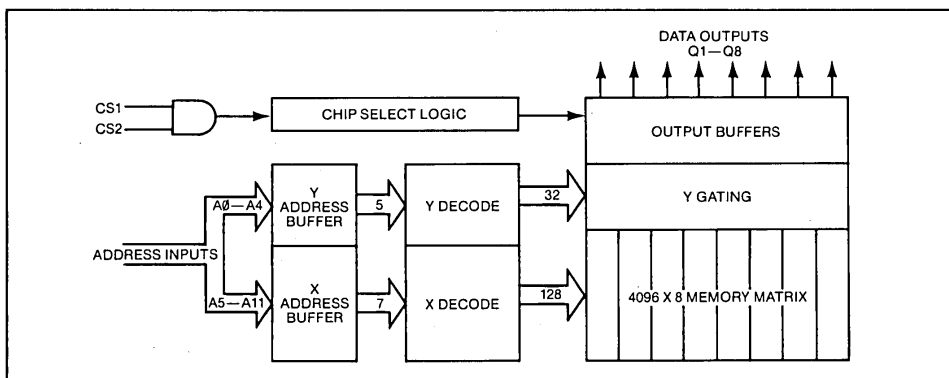 DATA OUTPUTS
Q1—Q8
CS1
CS2
CHIP SELECT LOGIC
OUTPUT BUFFERS
A0—A4
Y
ADDRESS
BUFFER
5
Y DECODE
32
Y GATING
ADDRESS INPUTS
A5—A11
X
ADDRESS
BUFFER
7
X DECODE
128
4096 X 8 MEMORY MATRIX